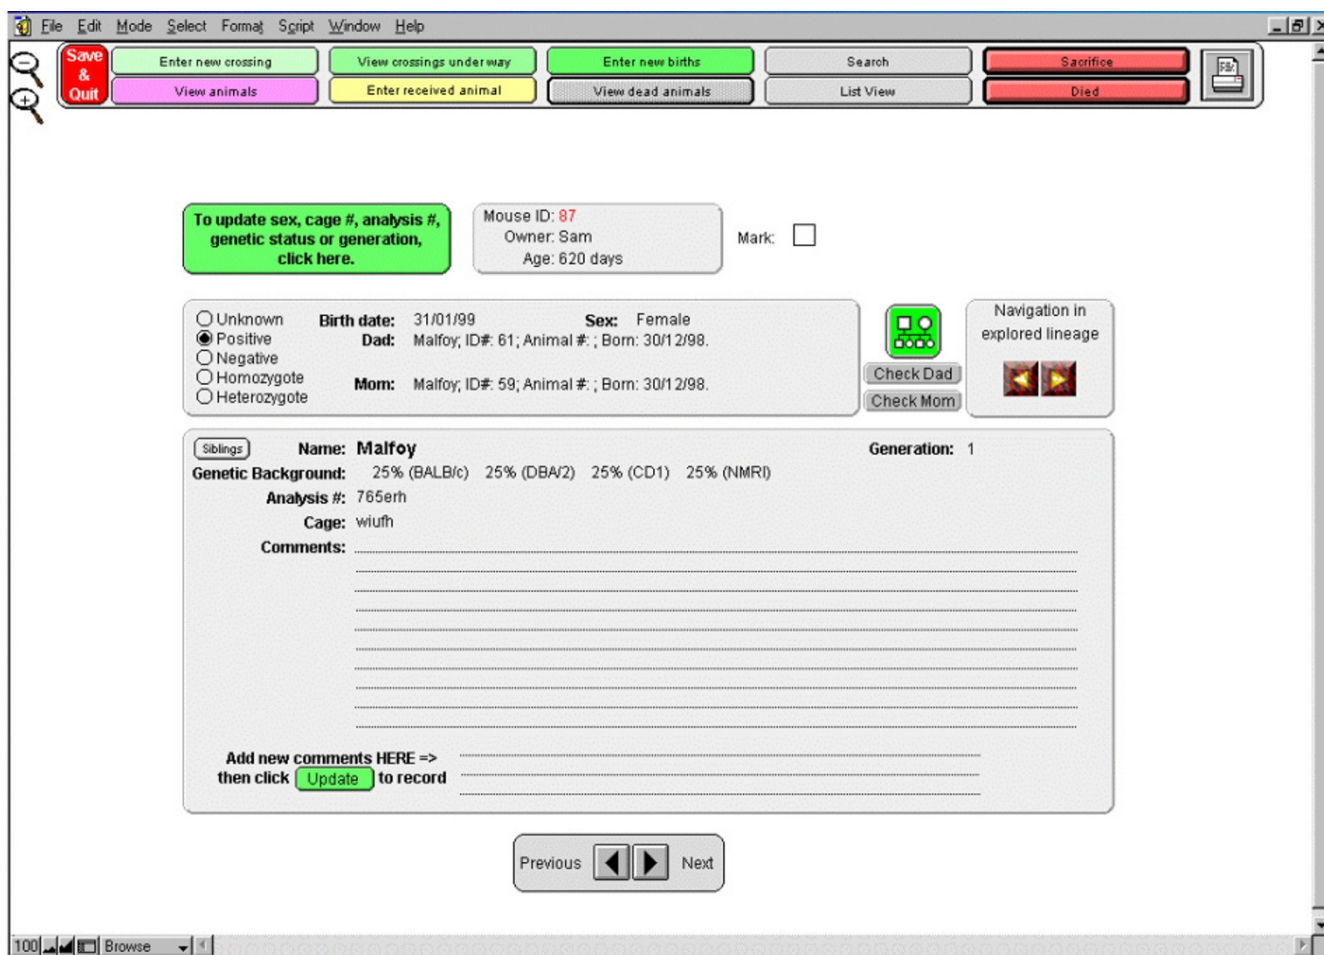 File Edit Mode Select Format Script Window Help
Save & Quit
Enter new crossing
View crossings under way
Enter new births
Search
Sacrifice
View animals
Enter received animal
View dead animals
List View
Died
To update sex, cage #, analysis #,
genetic status or generation,
click here.
Mouse ID: 87
Owner: Sam
Age: 620 days
Mark:
Unknown
Positive
Negative
Homozygote
Heterozygote
Birth date: 31/01/99 Sex: Female
Dad: Malfoy; ID#: 61; Animal #: ; Born: 30/12/98.
Mom: Malfoy; ID#: 59; Animal #: ; Born: 30/12/98.
Check Dad
Check Mom
Navigation in
explored lineage
Siblings Name: Malfoy Generation: 1
Genetic Background: 25% (BALB/c) 25% (DBA/2) 25% (CD1) 25% (NMRI)
Analysis #: 765erh
Cage: wiufh
Comments:
Add new comments HERE =>
then click Update to record
Previous Next
100 Browse